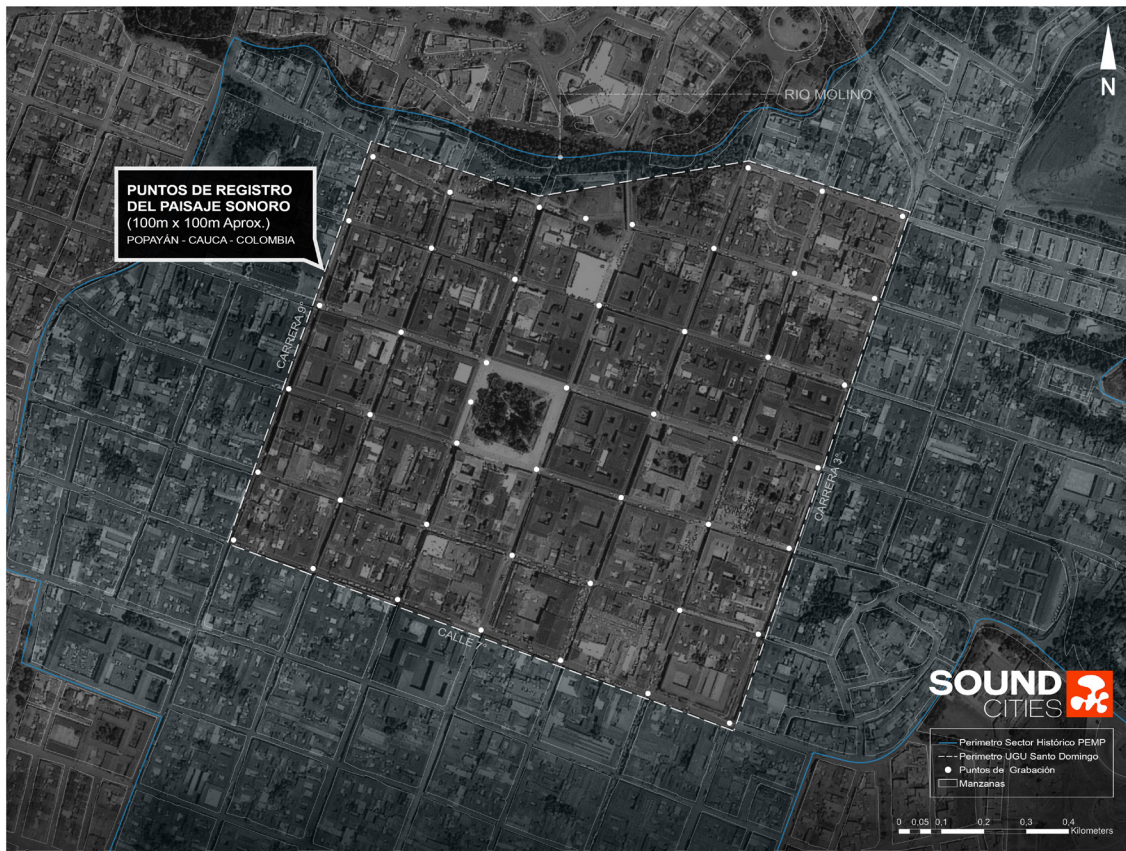 RIO MOLINO
N
PUNTOS DE REGISTRO
DEL PAISAJE SONORO
(100m x 100m Aprox.)
POPAYÁN - CAUCA - COLOMBIA
CARRERA 9°
CARRERA 3°
CALLE 7°
SOUND
CITIES
Perimetro Sector Histórico PEMP
Perimetro UGU Santo Domingo
Puntos de Grabación
Manzanas
0 0.05 0,1 0,2 0,3 0,4
Kilometers